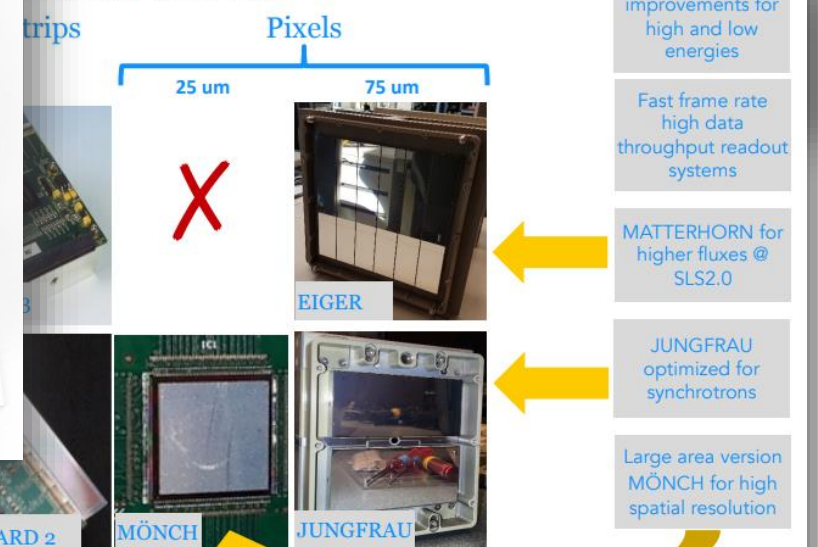 trips
Pixels
25 um
75 um
X
EIGER
3
IC1
MÖNCH
JUNGFRAU
ARD 2
improvements for
high and low
energies
Fast frame rate
high data
throughput readout
systems
MATTERHORN for
higher fluxes @
SLS2.0
JUNGFRAU
optimized for
synchrotrons
Large area version
MÖNCH for high
spatial resolution